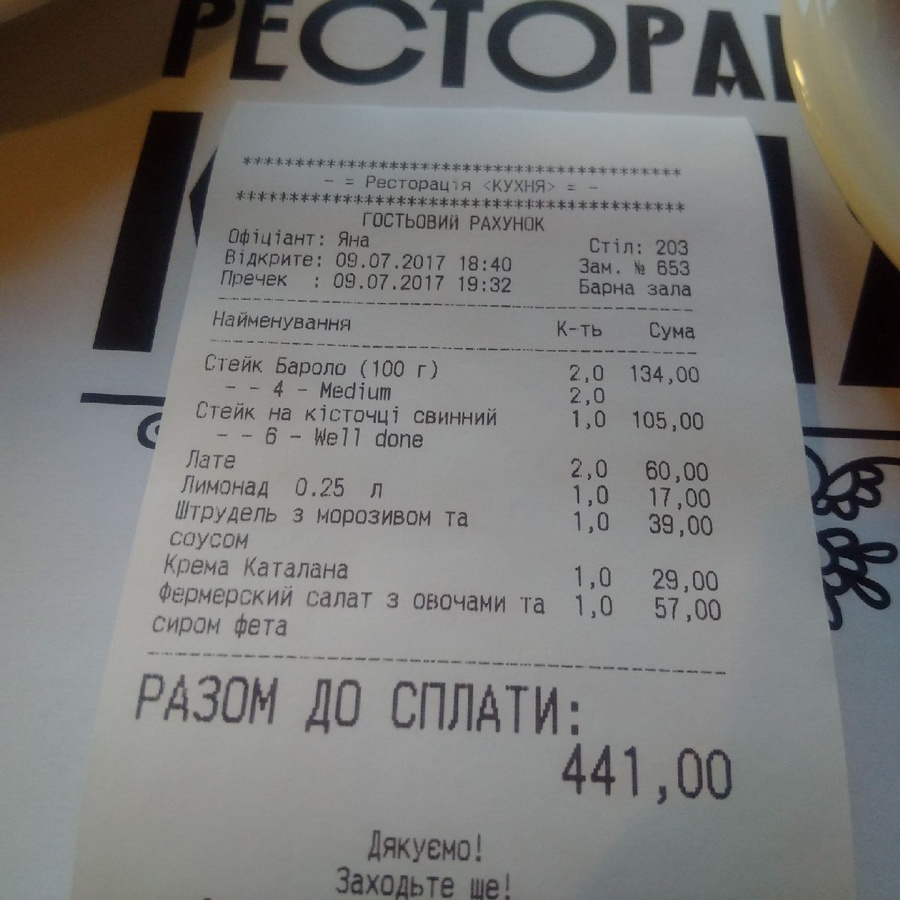 РЕСТОРА
****************************************
- = Ресторація <КУХНЯ> = -
****************************************
ГОСТЬОВИЙ РАХУНОК
Офіціант: Яна Стіл: 203
Відкрите: 09.07.2017 18:40 Зам. № 653
Пречек : 09.07.2017 19:32 Барна зала
Найменування К-ть Сума
Стейк Бароло (100 г) 2,0 134,00
- - 4 - Medium 2,0
Стейк на кісточці свинний 1,0 105,00
- - 6 - Well done
Лате 2,0 60,00
Лимонад 0.25 л 1,0 17,00
Штрудель з морозивом та 1,0 39,00
соусом
Крема Каталана 1,0 29,00
Фермерский салат з овочами та 1,0 57,00
сиром фета
РАЗОМ ДО СПЛАТИ:
441,00
Дякуємо!
Заходьте ще!